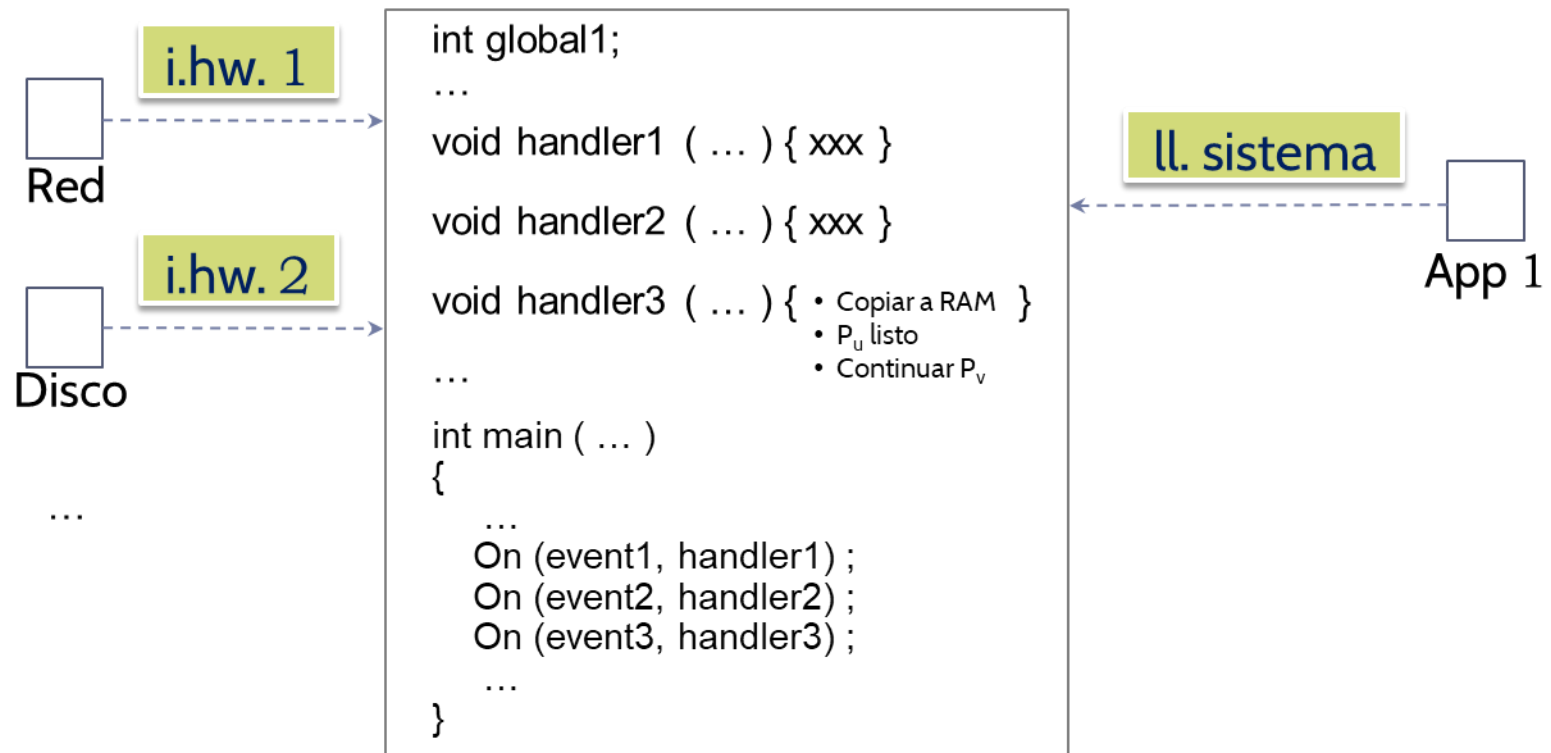 i.hw. 1
Red
i.hw. 2
Disco
…
int global1;
…
void handler1 ( … ) { xxx }
void handler2 ( … ) { xxx }
void handler3 ( … ) { • Copiar a RAM }
• Pu listo
• Continuar Pv
…
int main ( … )
{
…
On (event1, handler1) ;
On (event2, handler2) ;
On (event3, handler3) ;
…
}
ll. sistema
App 1